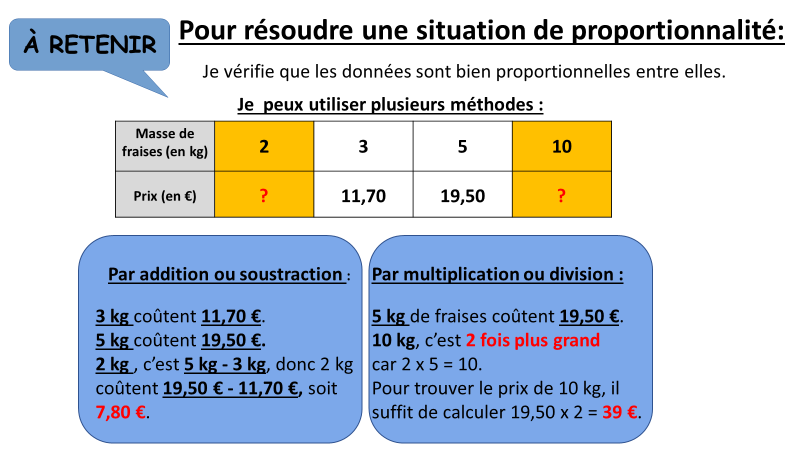 À RETENIR
Pour résoudre une situation de proportionnalité:
Je vérifie que les données sont bien proportionnelles entre elles.
Je peux utiliser plusieurs méthodes :
Masse de
fraises (en kg)
2 3 5 10
Prix (en €) ? 11,70 19,50 ?
Par addition ou soustraction :
3 kg coûtent 11,70 €.
5 kg coûtent 19,50 €.
2 kg , c’est 5 kg - 3 kg, donc 2 kg
coûtent 19,50 € - 11,70 €, soit
7,80 €.
Par multiplication ou division :
5 kg de fraises coûtent 19,50 €.
10 kg, c’est 2 fois plus grand
car 2 x 5 = 10.
Pour trouver le prix de 10 kg, il
suffit de calculer 19,50 x 2 = 39 €.